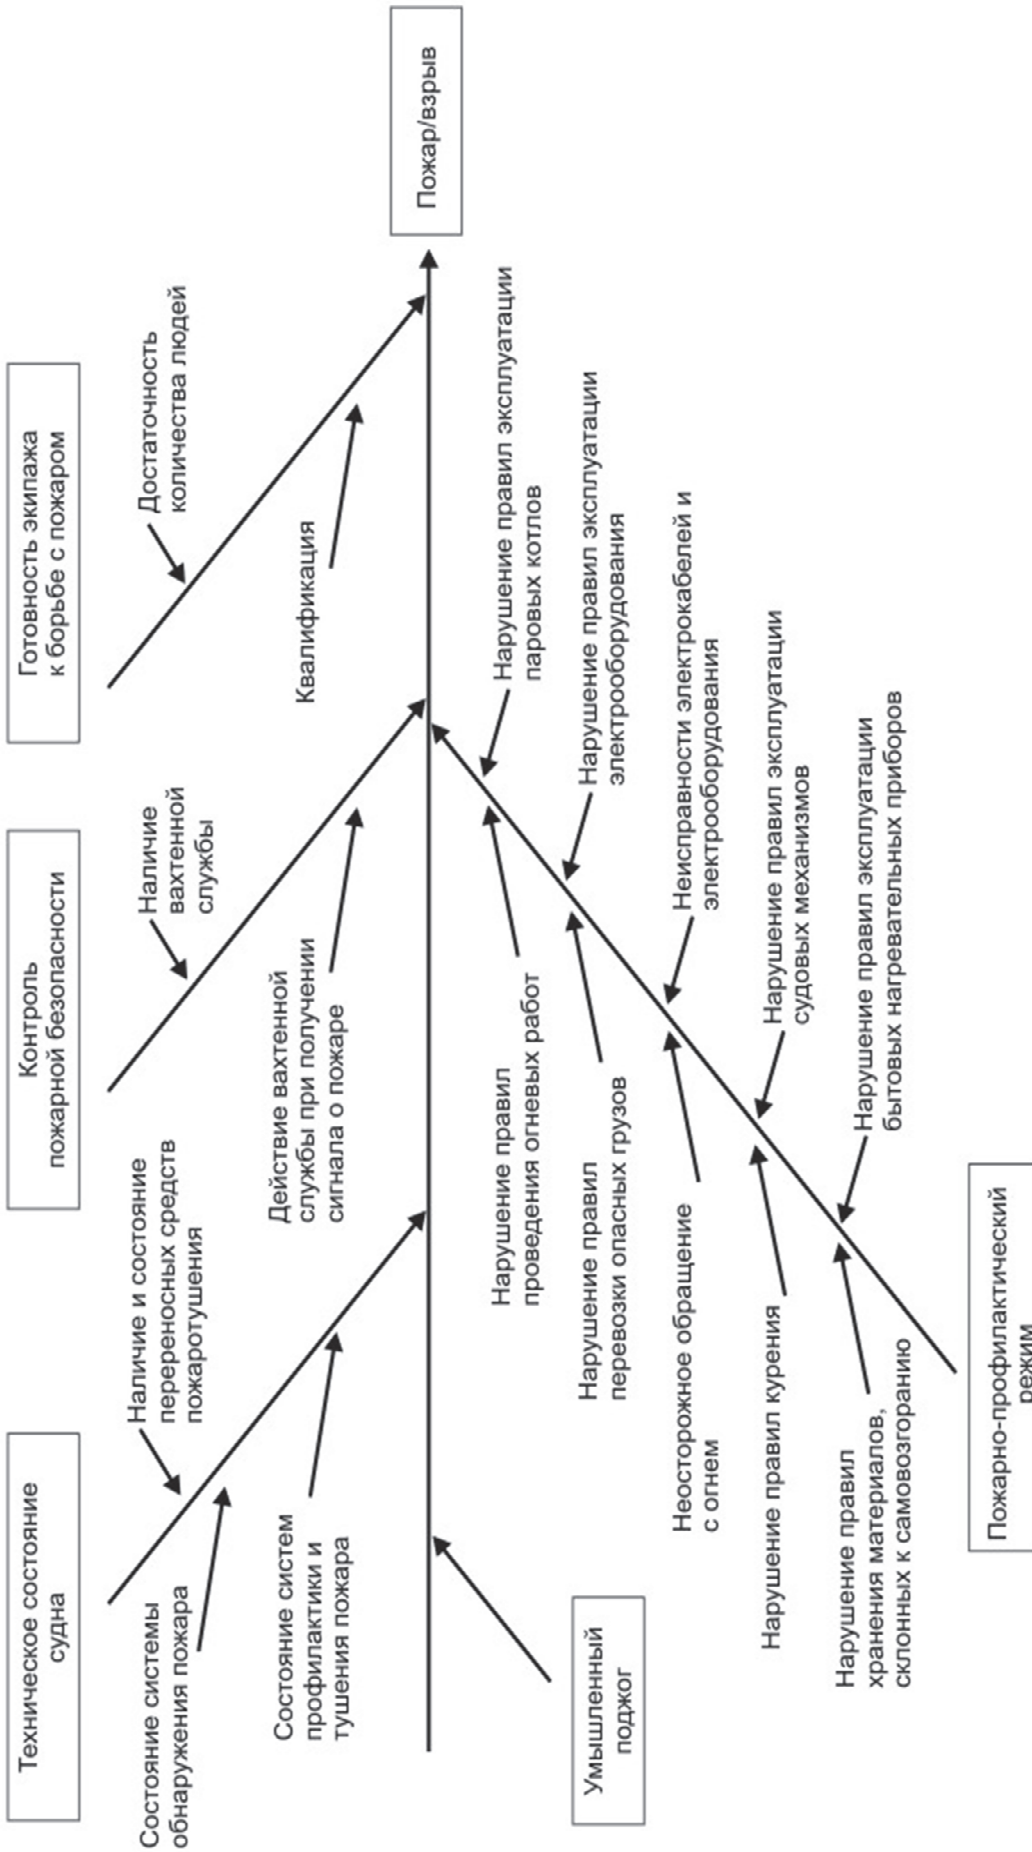 Техническое состояние
судна
Контроль
пожарной безопасности
Готовность экипажа
к борьбе с пожаром
Состояние системы
обнаружения пожара
Наличие и состояние
перереносных средств
пожаротушения
Состояние систем
профилактики и
тушения пожара
Наличие
вахтенной
службы
Действие вахтенной
службы при получении
сигнала о пожаре
Достаточность
количества людей
Квалификация
Пожар/взрыв
Умышленный
поджог
Нарушение правил
проведения огневых работ
Нарушение правил эксплуатации
паровых котлов
Нарушение правил
перевозки опасных грузов
Нарушение правил эксплуатации
электрооборудования
Неосторожное обращение
с огнем
Неисправности электрокабелей и
электрооборудования
Нарушение правил курения
Нарушение правил эксплуатации
судовых механизмов
Нарушение правил
хранения материалов,
склонных к самовозгоранию
Нарушение правил эксплуатации
бытовых нагревательных приборов
Пожарно-профилактический
режим